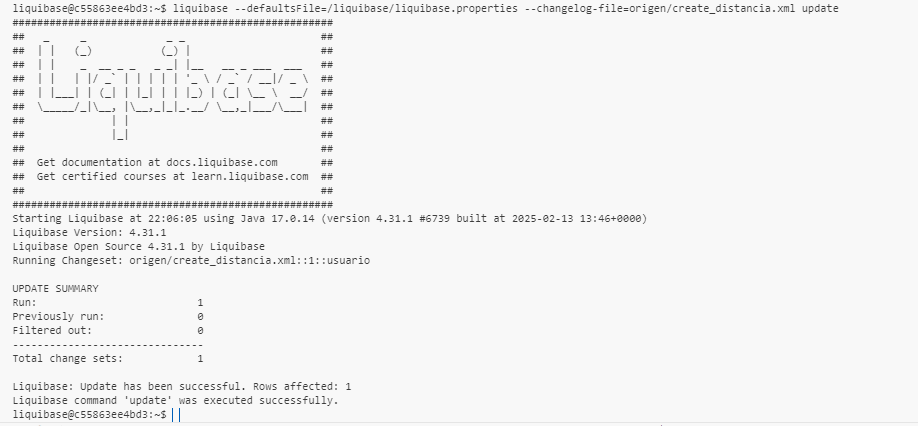 liquibase@c55863ee4bd3:~$ liquibase --defaultsFile=/liquibase/liquibase.properties --changelog-file=origen/create_distancia.xml update
####################################################
##   _     _             _ _                      ##
##  | |   (_)           (_) |                     ##
##  | |    _  __ _ _   _ _| |__   __ _ ___  ___   ##
##  | |   | |/ _` | | | | | '_ \ / _` / __|/ _ \  ##
##  | |___| | (_| | |_| | | |_) | (_| \__ \  __/  ##
##  \_____/_|\__, |\__,_|_|_.__/ \__,_|___/\___|  ##
##              | |                               ##
##              |_|                               ##
##                                                ##
##  Get documentation at docs.liquibase.com       ##
##  Get certified courses at learn.liquibase.com  ##
##                                                ##
####################################################
Starting Liquibase at 22:06:05 using Java 17.0.14 (version 4.31.1 #6739 built at 2025-02-13 13:46+0000)
Liquibase Version: 4.31.1
Liquibase Open Source 4.31.1 by Liquibase
Running Changeset: origen/create_distancia.xml::1::usuario
UPDATE SUMMARY
Run:                          1
Previously run:               0
Filtered out:                 0
-------------------------------
Total change sets:            1
Liquibase: Update has been successful. Rows affected: 1
Liquibase command 'update' was executed successfully.
liquibase@c55863ee4bd3:~$